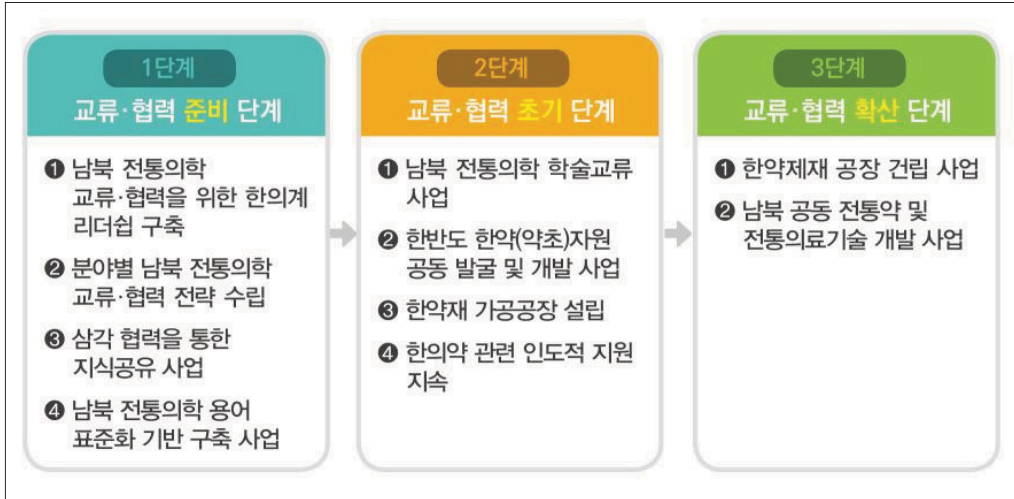 1단계
교류·협력 준비 단계
❶ 남북 전통의학
교류·협력을 위한 한의계
리더쉽 구축
❷ 분야별 남북 전통의학
교류·협력 전략 수립
❸ 삼각 협력을 통한
지식공유 사업
❹ 남북 전통의학 용어
표준화 기반 구축 사업
2단계
교류·협력 초기 단계
❶ 남북 전통의학 학술교류
사업
❷ 한반도 한약(약초)자원
공동 발굴 및 개발 사업
❸ 한약재 가공공장 설립
❹ 한의약 관련 인도적 지원
지속
3단계
교류·협력 확산 단계
❶ 한약제재 공장 건립 사업
❷ 남북 공동 전통약 및
전통의료기술 개발 사업